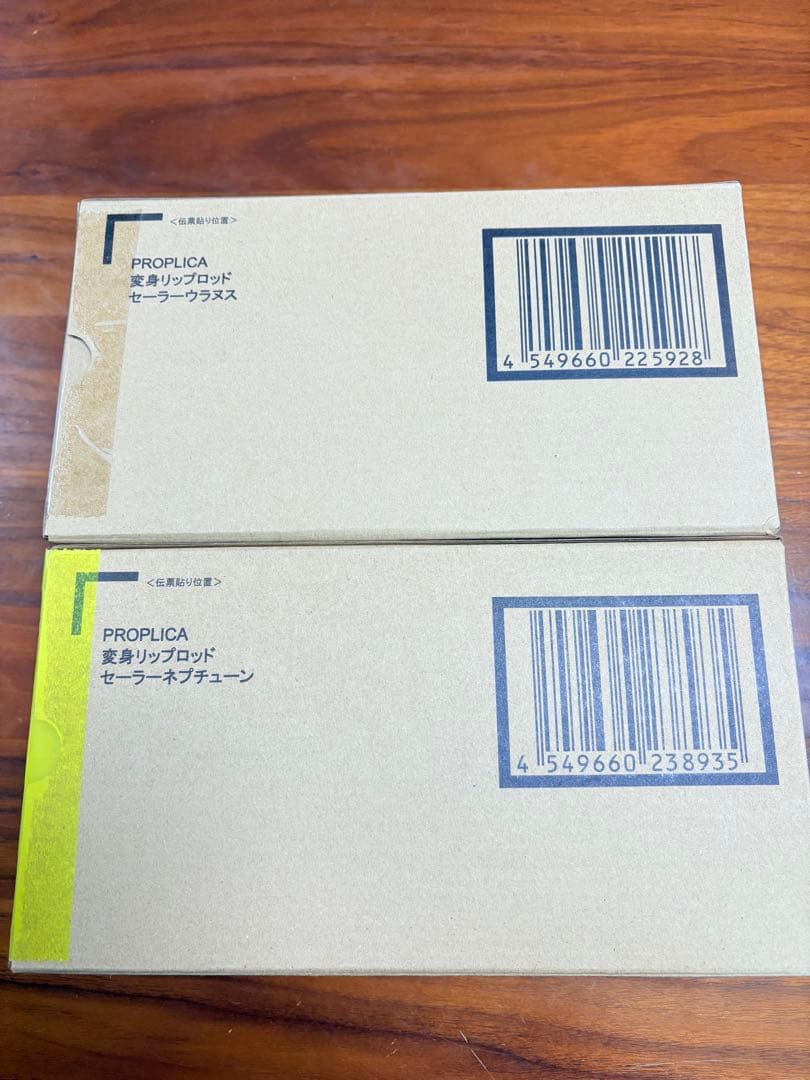 <伝票貼り位置>
PROPLICA
変身リップロッド
セーラーウラヌス
4 549660 225928
<伝票貼り位置>
PROPLICA
変身リップロッド
セーラーネプチューン
4 549660 238935